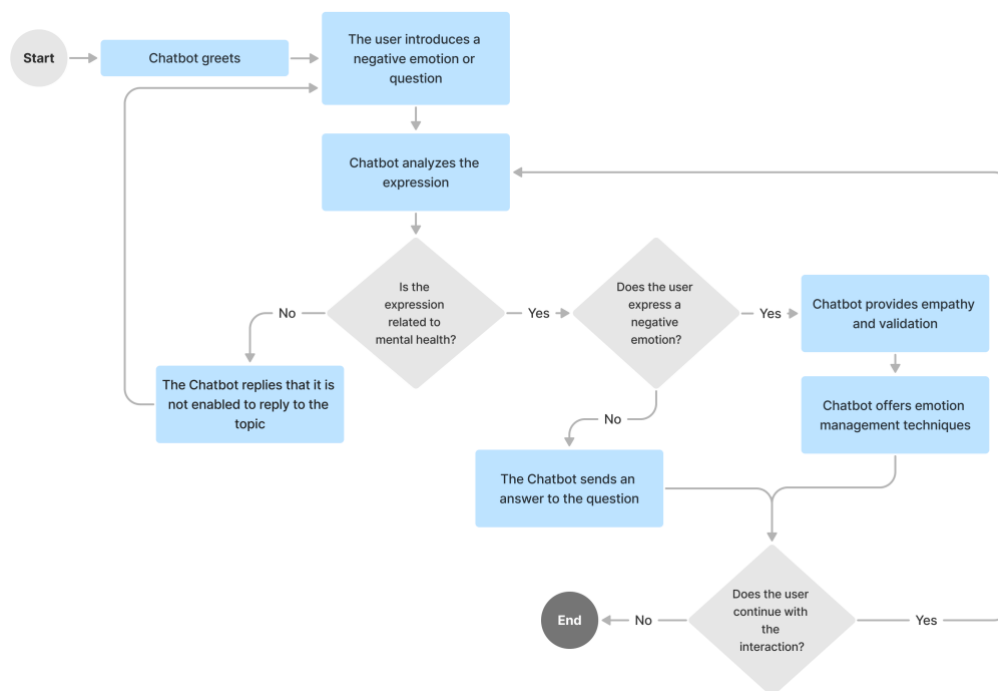 Start
Chatbot greets
The user introduces a
negative emotion or
question
Chatbot analyzes the
expression
Is the
expression
related to
mental health?
No
Yes
Does the user
express a
negative
emotion?
Yes
Chatbot provides empathy
and validation
The Chatbot replies that it is
not enabled to reply to the
topic
Chatbot offers emotion
management techniques
No
The Chatbot sends an
answer to the question
Does the user
continue with
the
interaction?
No
End
Yes